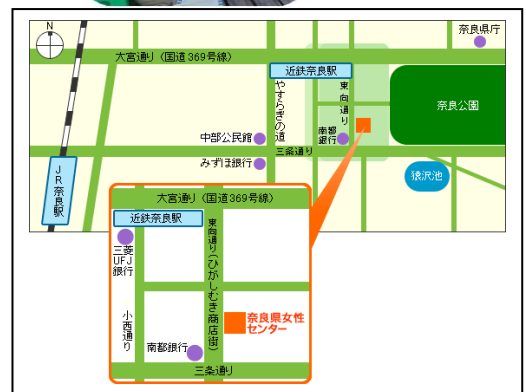 N
奈良県庁
大宮通り（国道369号線）
近鉄奈良駅
やすらぎの道
東向通り
奈良公園
中部公民館
南都
銀行
三条通り
みずほ銀行
猿沢池
JR奈良駅
大宮通り（国道369号線）
近鉄奈良駅
三菱
UFJ
銀行
東向通り（ひがしむき商店街）
小西通り
奈良県女性
センター
南都銀行
三条通り